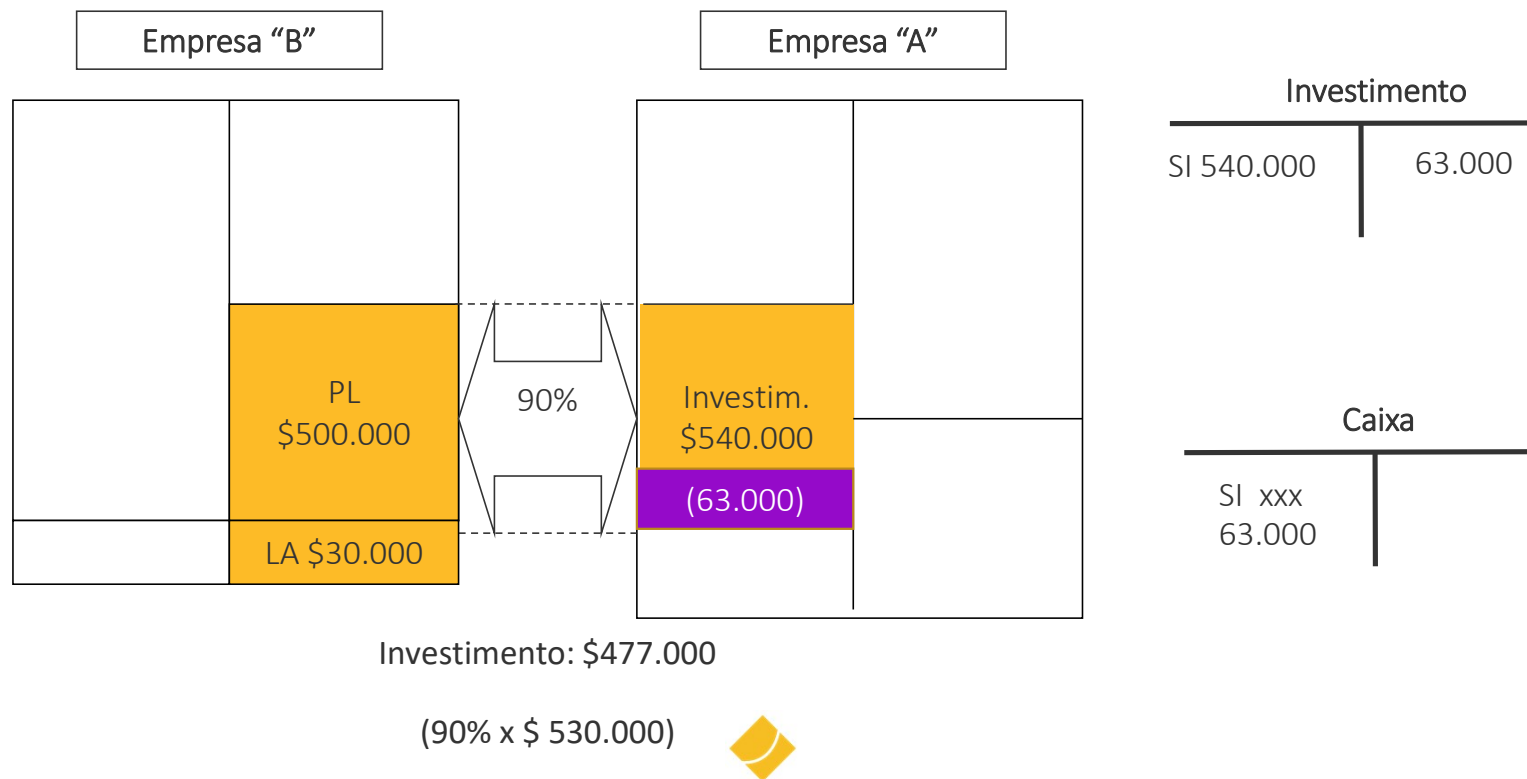 Empresa “B”
Empresa “A”
Investimento
SI 540.000
63.000
PL
$500.000
90%
Investim.
$540.000
(63.000)
LA $30.000
Caixa
SI xxx
63.000
Investimento: $477.000
(90% x $ 530.000)